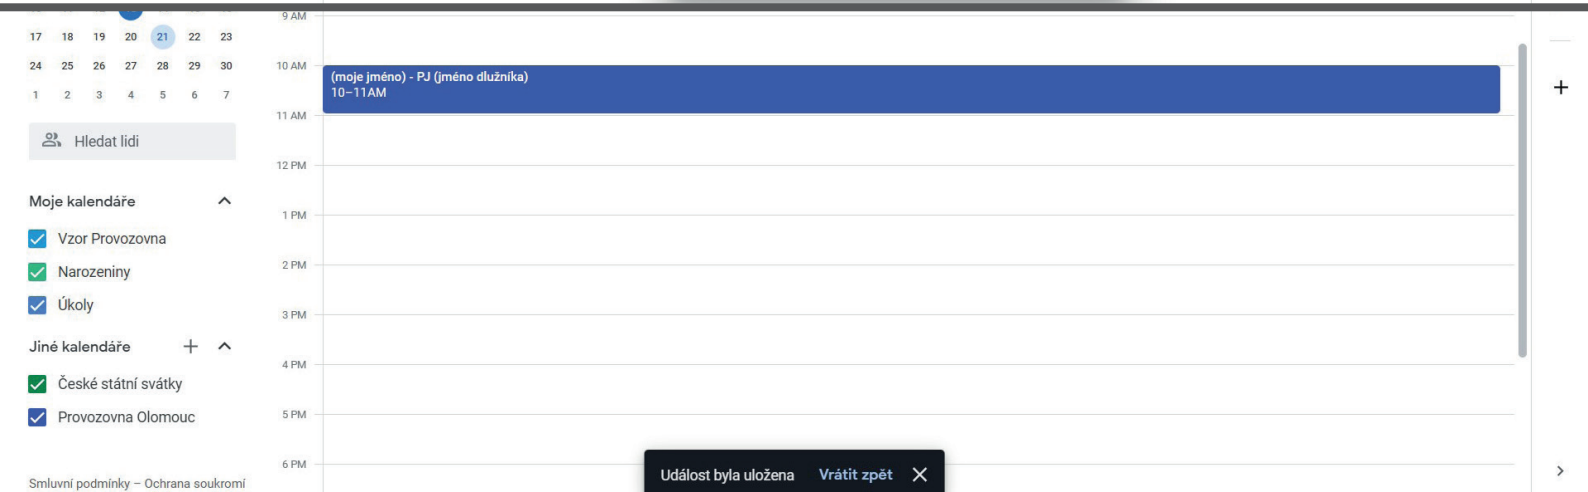 17 18 19 20 21 22 23
24 25 26 27 28 29 30
1 2 3 4 5 6 7
Hledat lidi
Moje kalendáře
Vzor Provozovna
Narozeniny
Úkoly
Jiné kalendáře
České státní svátky
Provozovna Olomouc
Smluvní podmínky – Ochrana soukromí
9 AM
10 AM
(moje jméno) - PJ (jméno dlužníka)
10–11AM
11 AM
12 PM
1 PM
2 PM
3 PM
4 PM
5 PM
6 PM
Událost byla uložena Vrátit zpět